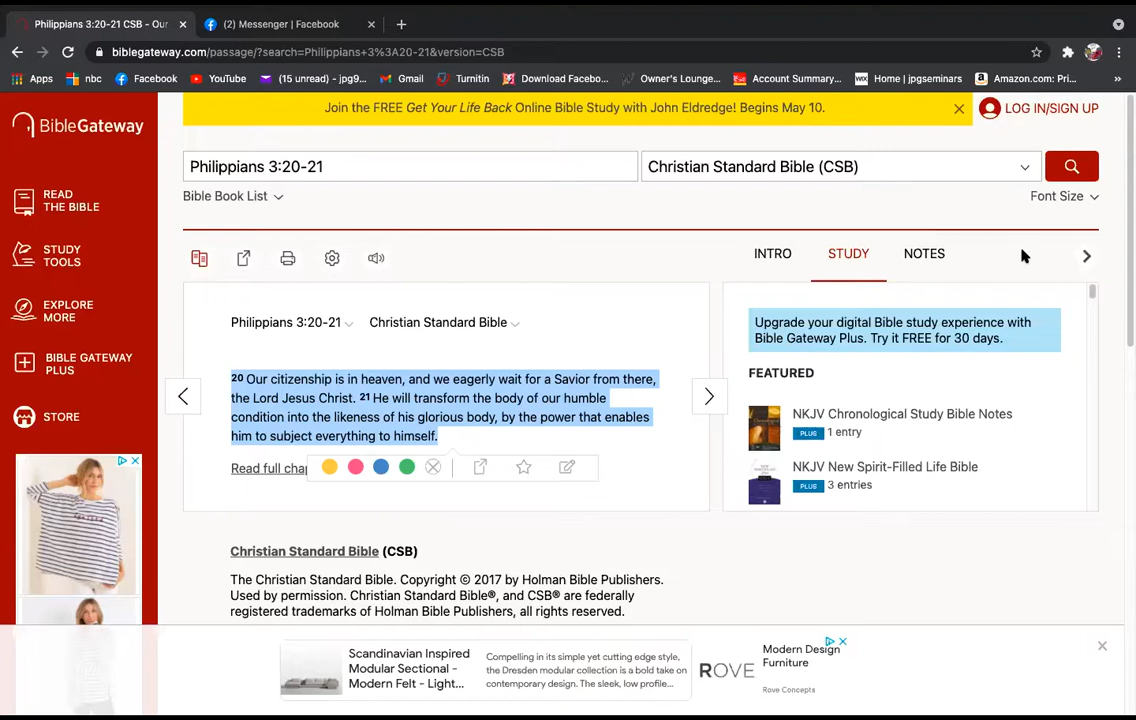 Philippians 3:20-21 CSB - Ou
(2) Messenger | Facebook
biblegateway.com/passage/?search=Philippians+3%3A20-21&version=CSB
Apps nbc Facebook YouTube (15 unread) - jpg9... Gmail Turnitin Download Facebo... Owner's Lounge... Account Summary... Home | jpgseminars Amazon.com: Pri... »
Join the FREE Get Your Life Back Online Bible Study with John Eldredge! Begins May 10.
LOG IN/SIGN UP
BibleGateway
Philippians 3:20-21
Christian Standard Bible (CSB)
Bible Book List
Font Size
READ
THE BIBLE
STUDY
TOOLS
EXPLORE
MORE
BIBLE GATEWAY
PLUS
STORE
INTRO STUDY NOTES
Philippians 3:20-21 Christian Standard Bible
20 Our citizenship is in heaven, and we eagerly wait for a Savior from there,
the Lord Jesus Christ. 21 He will transform the body of our humble
condition into the likeness of his glorious body, by the power that enables
him to subject everything to himself.
Read full chap
Upgrade your digital Bible study experience with
Bible Gateway Plus. Try it FREE for 30 days.
FEATURED
NKJV Chronological Study Bible Notes
PLUS 1 entry
NKJV New Spirit-Filled Life Bible
PLUS 3 entries
Christian Standard Bible (CSB)
The Christian Standard Bible. Copyright © 2017 by Holman Bible Publishers.
Used by permission. Christian Standard Bible®, and CSB® are federally
registered trademarks of Holman Bible Publishers, all rights reserved.
Scandinavian Inspired
Modular Sectional -
Modern Felt - Light...
Compelling in its simple yet cutting edge style,
the Dresden modular collection is a bold take on
contemporary design. The sleek, low profile...
ROVE
Modern Design
Furniture
Rove Concepts